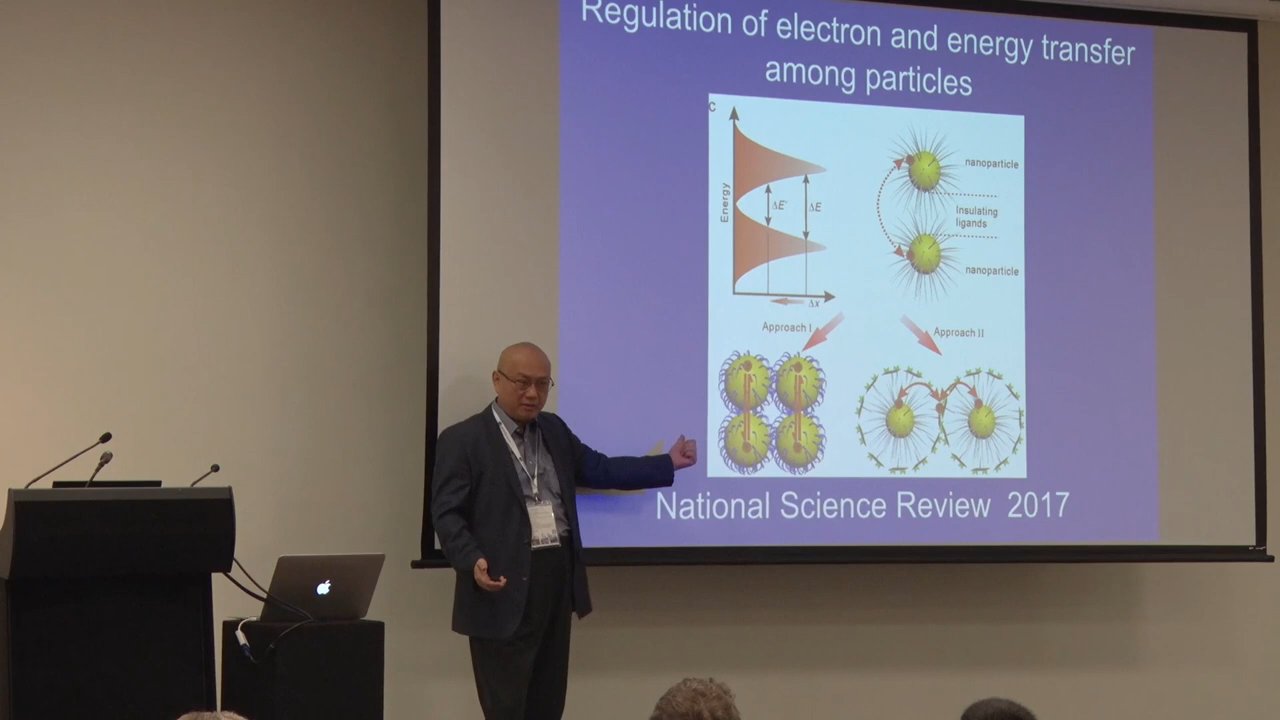 Regulation of electron and energy transfer
among particles
C
Energy
ΔE'
ΔE
Δx
nanoparticle
Insulating
ligands
nanoparticle
Approach I
Approach II
National Science Review 2017